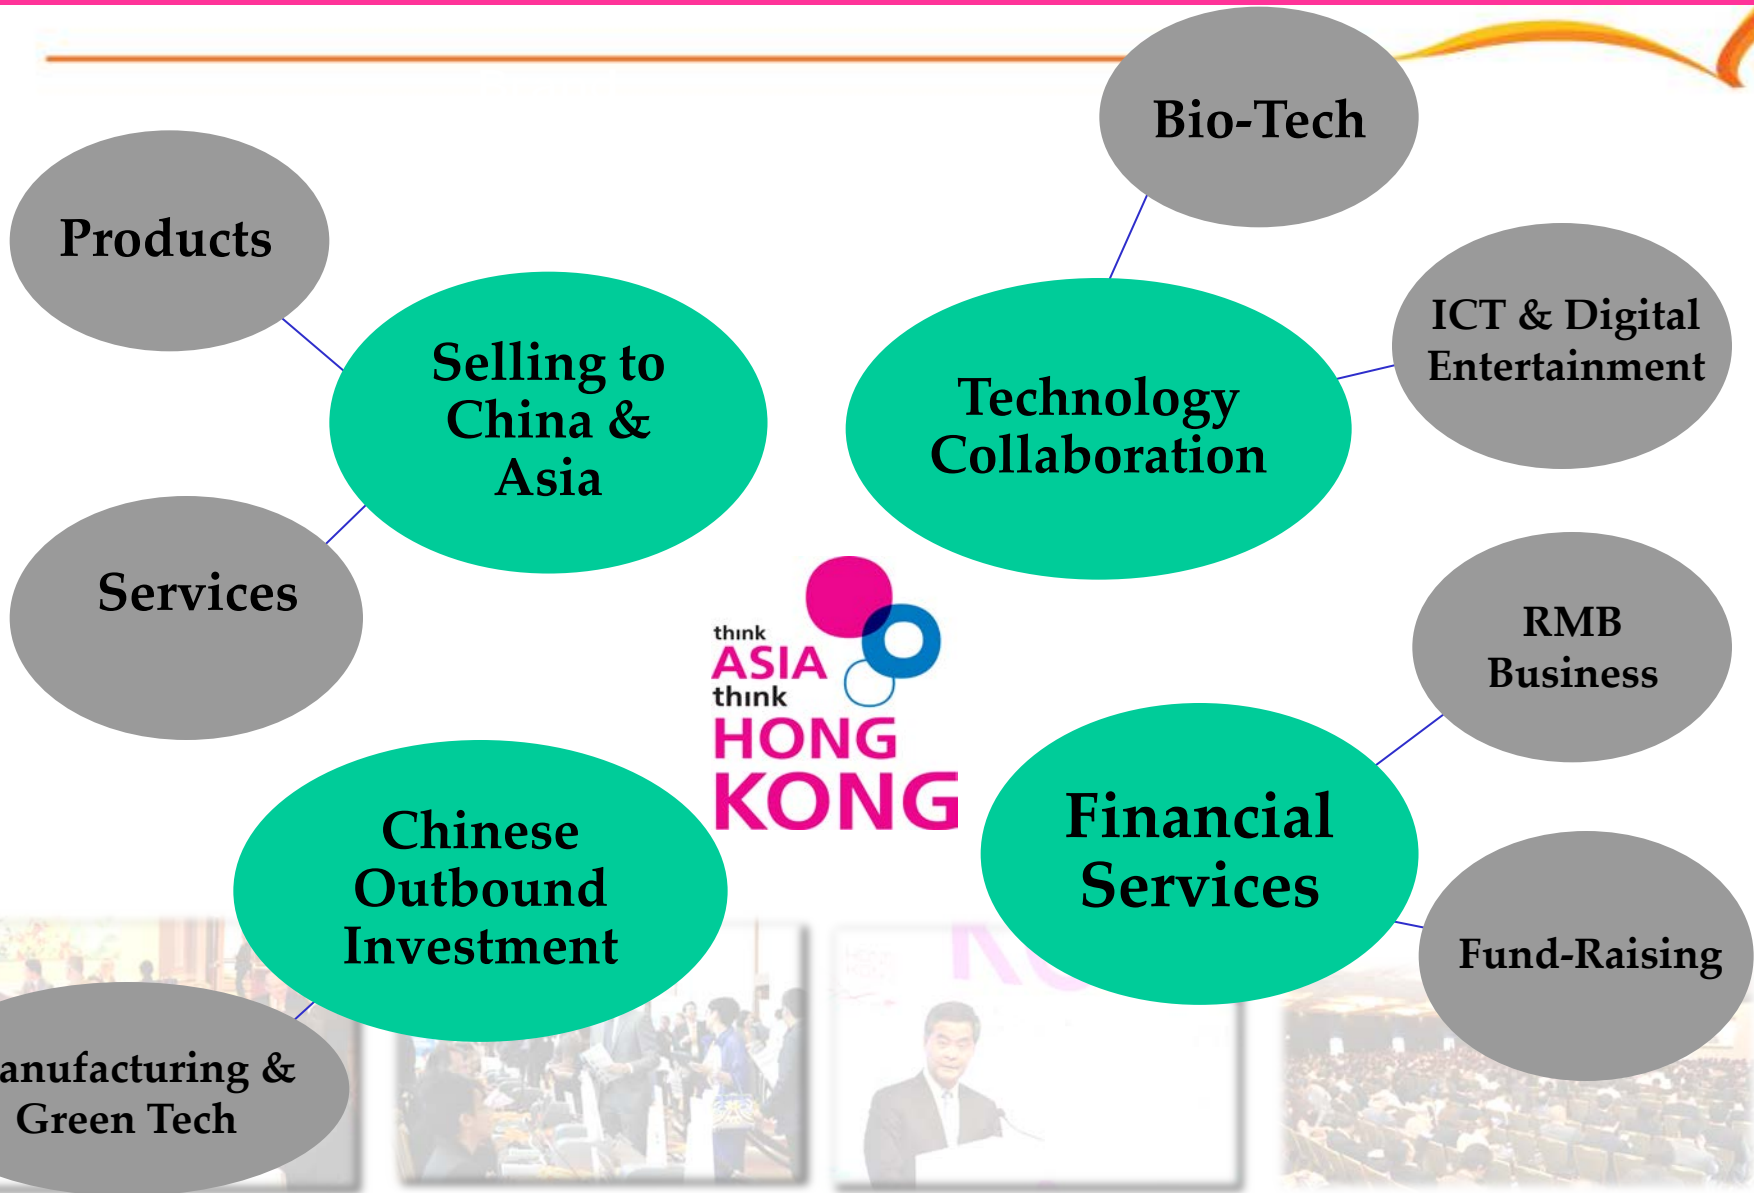 Bio-Tech
Products
ICT & Digital
Entertainment
Selling to
China &
Asia
Technology
Collaboration
Services
think
ASIA
think
HONG
KONG
RMB
Business
Financial
Services
Chinese
Outbound
Investment
Fund-Raising
anufacturing &
Green Tech